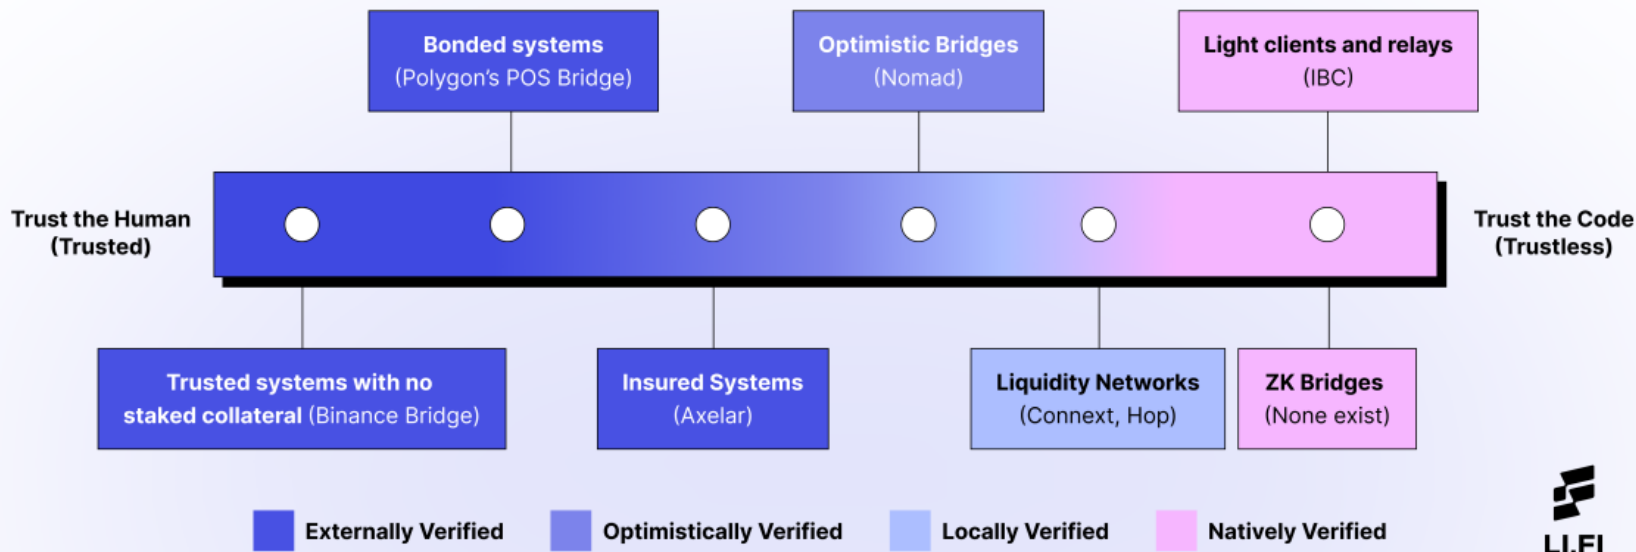 Bonded systems
(Polygon's POS Bridge)
Optimistic Bridges
(Nomad)
Light clients and relays
(IBC)
Trust the Human
(Trusted)
Trust the Code
(Trustless)
Trusted systems with no
staked collateral (Binance Bridge)
Insured Systems
(Axelar)
Liquidity Networks
(Connext, Hop)
ZK Bridges
(None exist)
Externally Verified
Optimistically Verified
Locally Verified
Natively Verified
LI.FI